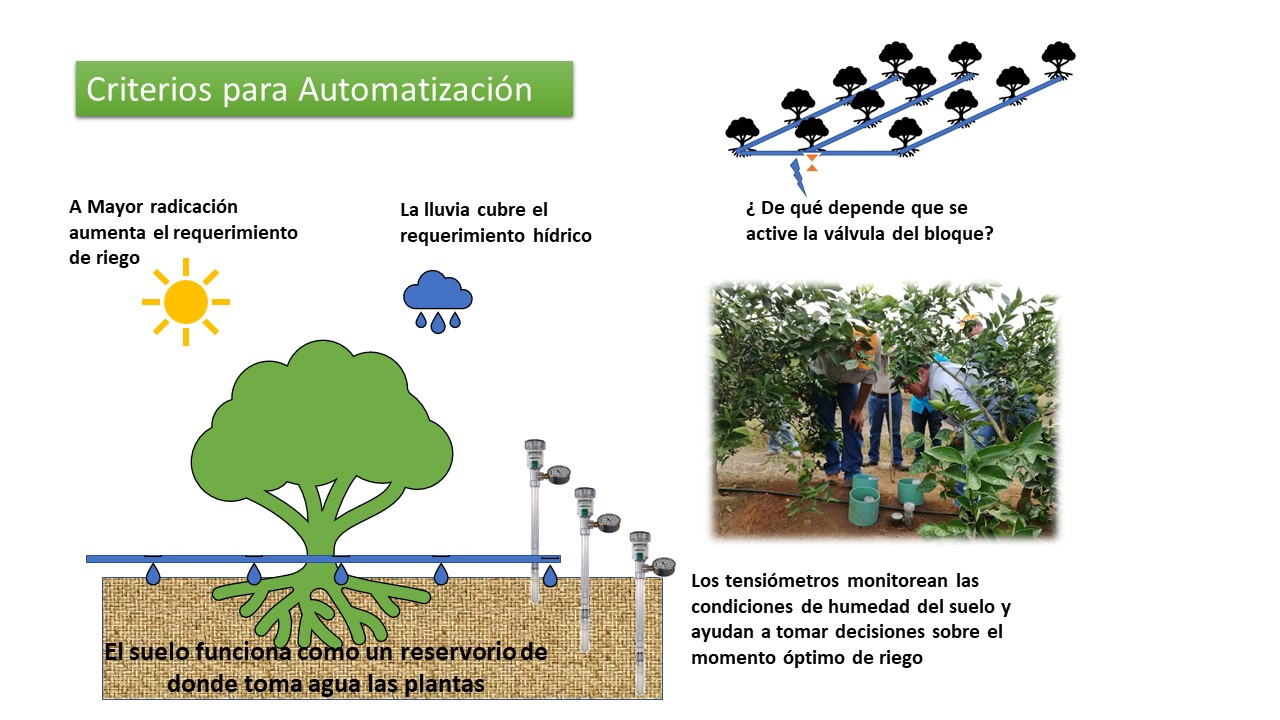 Criterios para Automatización
A Mayor radicación
aumenta el requerimiento
de riego
La lluvia cubre el
requerimiento hídrico
¿ De qué depende que se
active la válvula del bloque?
El suelo funciona como un reservorio de
donde toma agua las plantas
Los tensiómetros monitorean las
condiciones de humedad del suelo y
ayudan a tomar decisiones sobre el
momento óptimo de riego